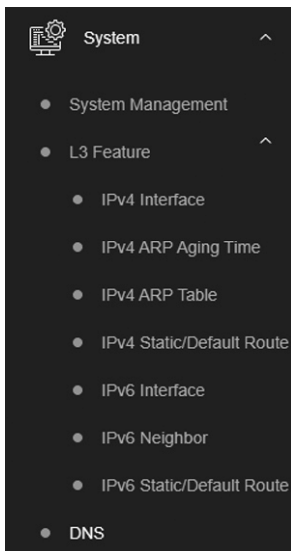 System
System Management
L3 Feature
IPv4 Interface
IPv4 ARP Aging Time
IPv4 ARP Table
IPv4 Static/Default Route
IPv6 Interface
IPv6 Neighbor
IPv6 Static/Default Route
DNS